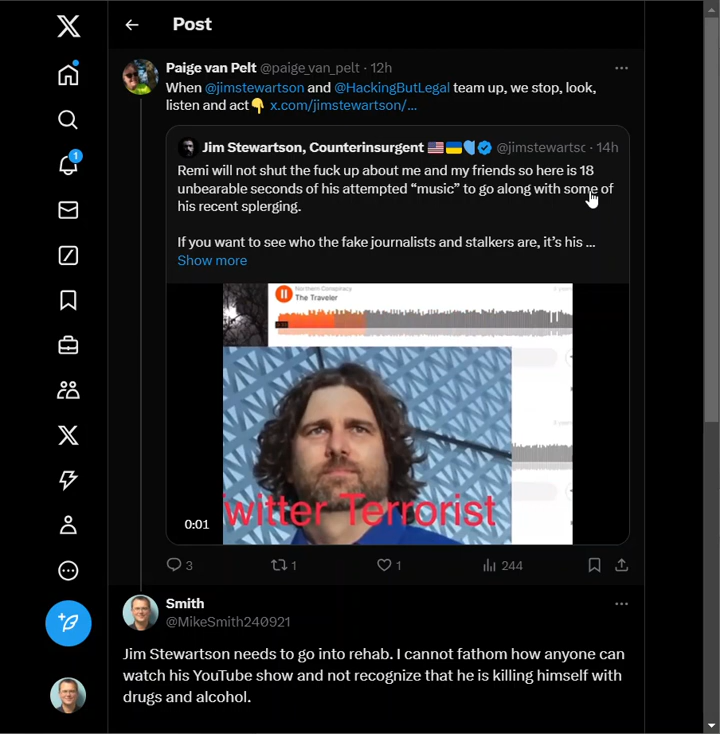 Post
Paige van Pelt @paige_van_pelt · 12h
When @jimstewartson and @HackingButLegal team up, we stop, look,
listen and act👇 x.com/jimstewartson/...
Jim Stewartson, Counterinsurgent 🇺🇸🇺🇦 @jimstewartsc · 14h
Remi will not shut the fuck up about me and my friends so here is 18
unbearable seconds of his attempted “music” to go along with some of
his recent splerging.
If you want to see who the fake journalists and stalkers are, it’s his ...
Show more
Northern Conspiracy
The Traveler
2 years
witter Terrorist
0:01
3
1
1
244
Smith
@MikeSmith240921
Jim Stewartson needs to go into rehab. I cannot fathom how anyone can
watch his YouTube show and not recognize that he is killing himself with
drugs and alcohol.
1